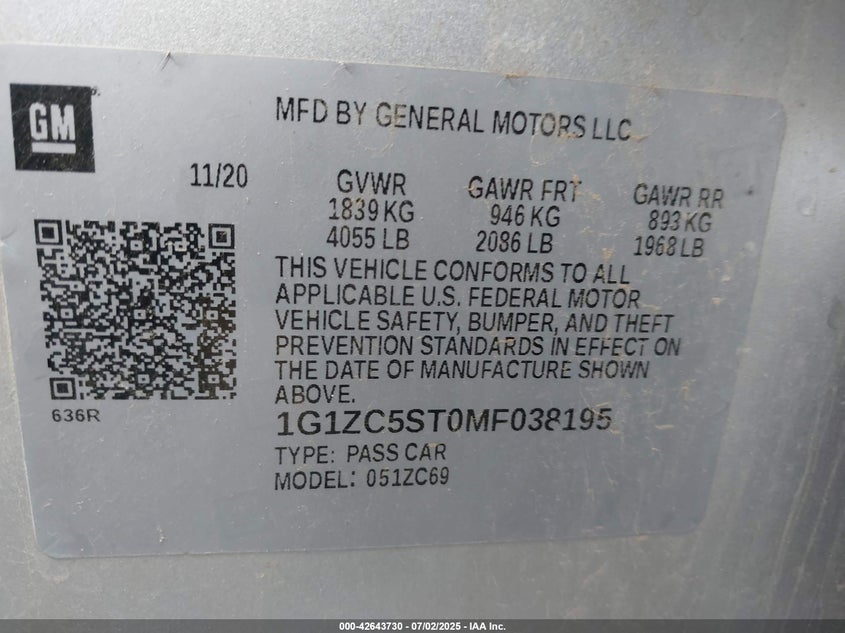 GM
MFD BY GENERAL MOTORS LLC
11/20
GVWR
1839 KG
4055 LB
GAWR FRT
946 KG
2086 LB
GAWR RR
893 KG
1968 LB
THIS VEHICLE CONFORMS TO ALL
APPLICABLE U.S. FEDERAL MOTOR
VEHICLE SAFETY, BUMPER, AND THEFT
PREVENTION STANDARDS IN EFFECT ON
THE DATE OF MANUFACTURE SHOWN
ABOVE.
636R
1G1ZC5ST0MF038195
TYPE: PASS CAR
MODEL: 051ZC69
000-42643730 - 07/02/2025 - IAA Inc.